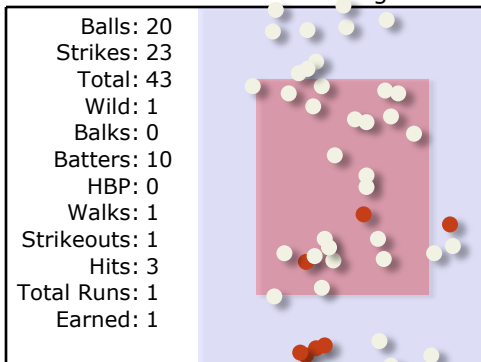 Balls: 20
Strikes: 23
Total: 43
Wild: 1
Balks: 0
Batters: 10
HBP: 0
Walks: 1
Strikeouts: 1
Hits: 3
Total Runs: 1
Earned: 1